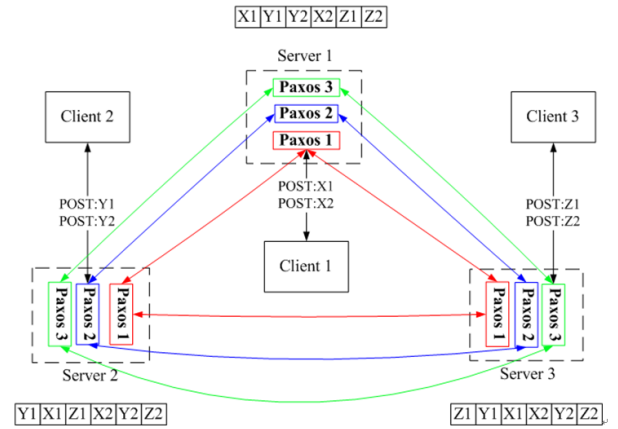 X1 Y1 Y2 X2 Z1 Z2
Server 1
Paxos 3
Paxos 2
Paxos 1
Client 2
Client 3
POST:X1
POST:X2
POST:Y1
POST:Y2
POST:Z1
POST:Z2
Client 1
Paxos 3
Paxos 2
Paxos 1
Paxos 1
Paxos 2
Paxos 3
Server 2
Server 3
Y1 X1 Z1 X2 Y2 Z2
Z1 Y1 X1 X2 Y2 Z2